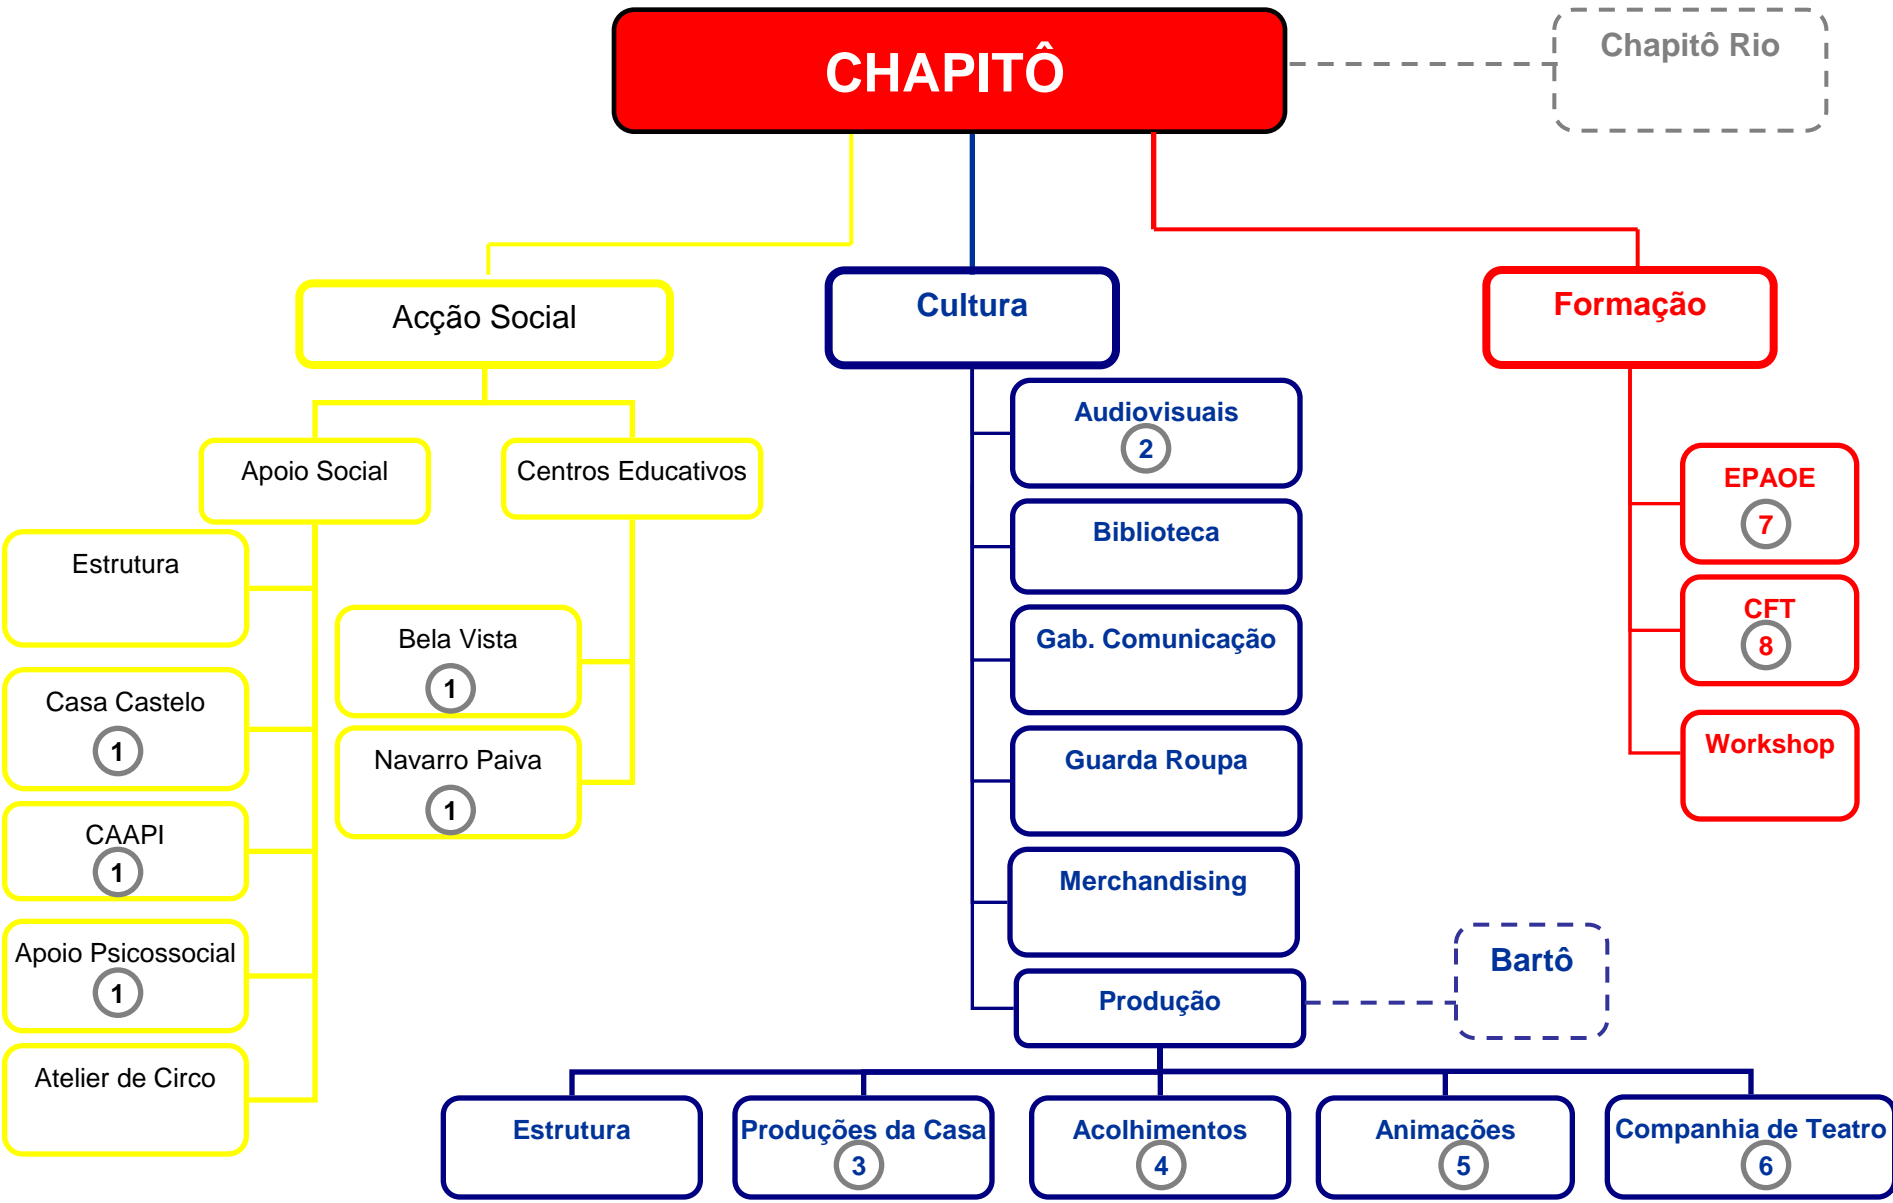 CHAPITÔ
Chapitô Rio
Acção Social
Cultura
Formação
Apoio Social
Centros Educativos
Estrutura
Casa Castelo
1
CAAPI
1
Apoio Psicossocial
1
Atelier de Circo
Bela Vista
1
Navarro Paiva
1
Audiovisuais
2
Biblioteca
Gab. Comunicação
Guarda Roupa
Merchandising
Produção
Bartô
EPAOE
7
CFT
8
Workshop
Estrutura
Produções da Casa
3
Acolhimentos
4
Animações
5
Companhia de Teatro
6